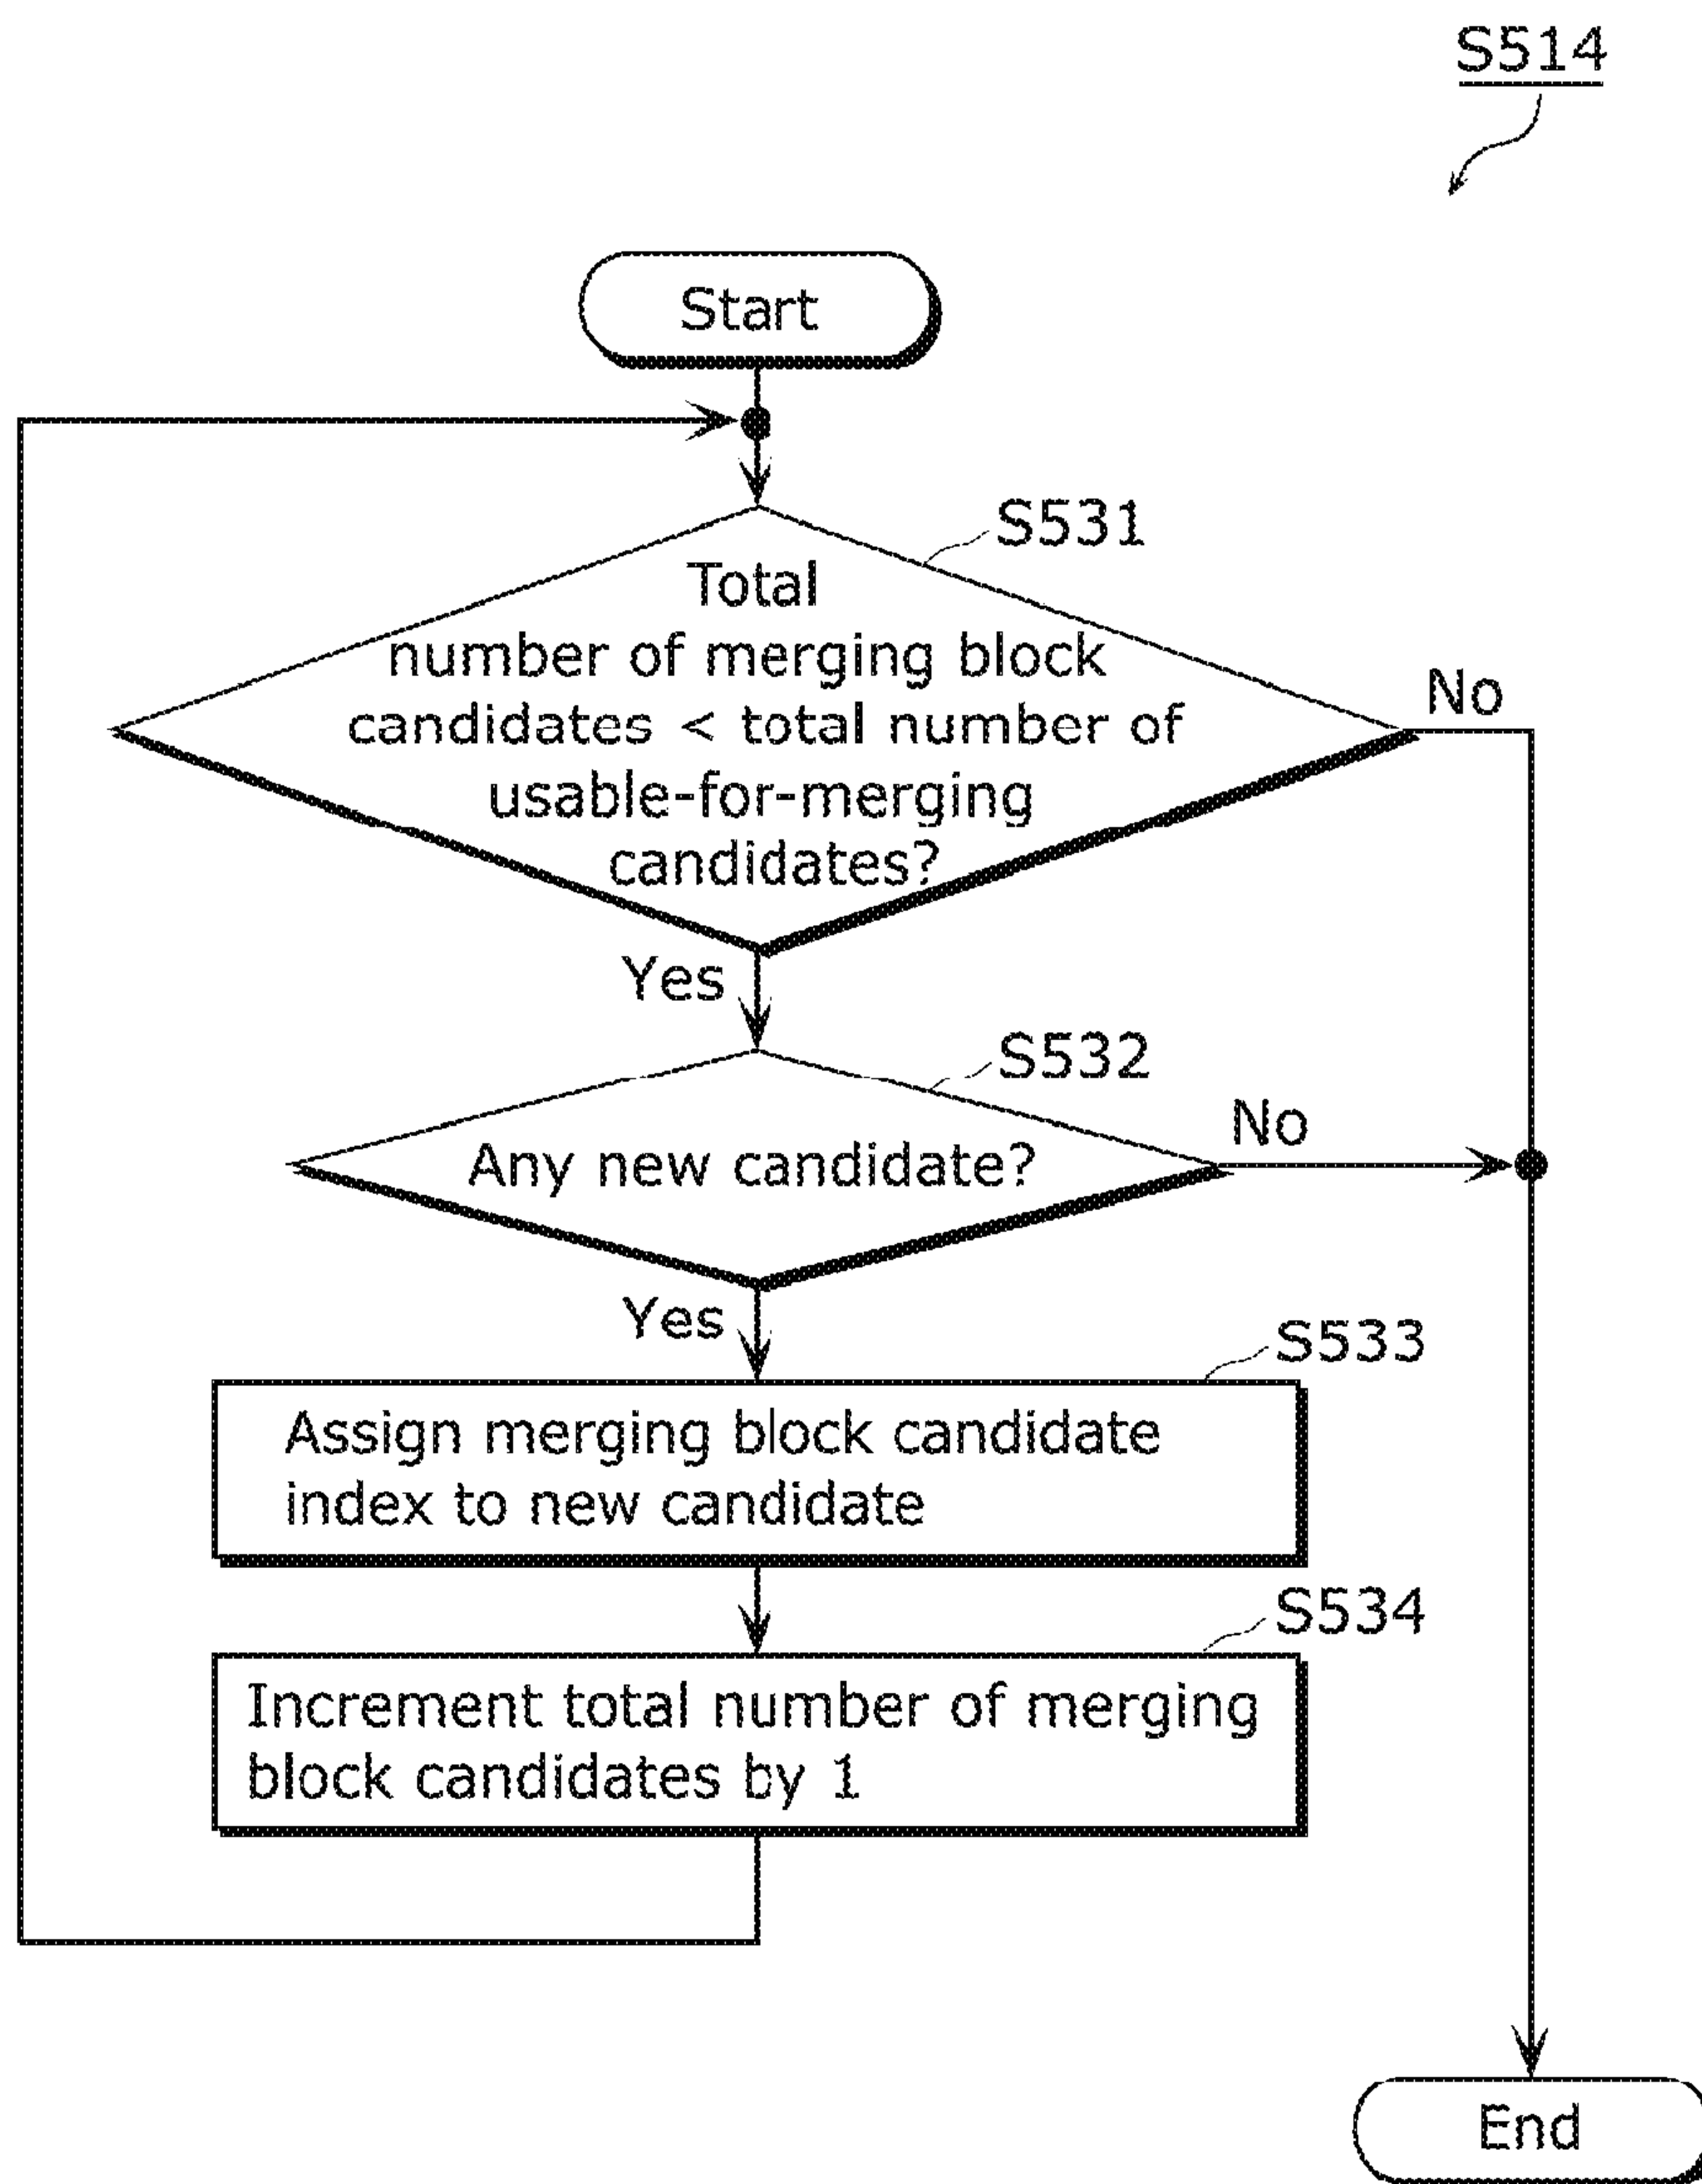 S514
Start
S531
Total
number of merging block
candidates < total number of
usable-for-merging
candidates?
No
Yes
S532
Any new candidate?
No
Yes
S533
Assign merging block candidate
index to new candidate
S534
Increment total number of merging
block candidates by 1
End